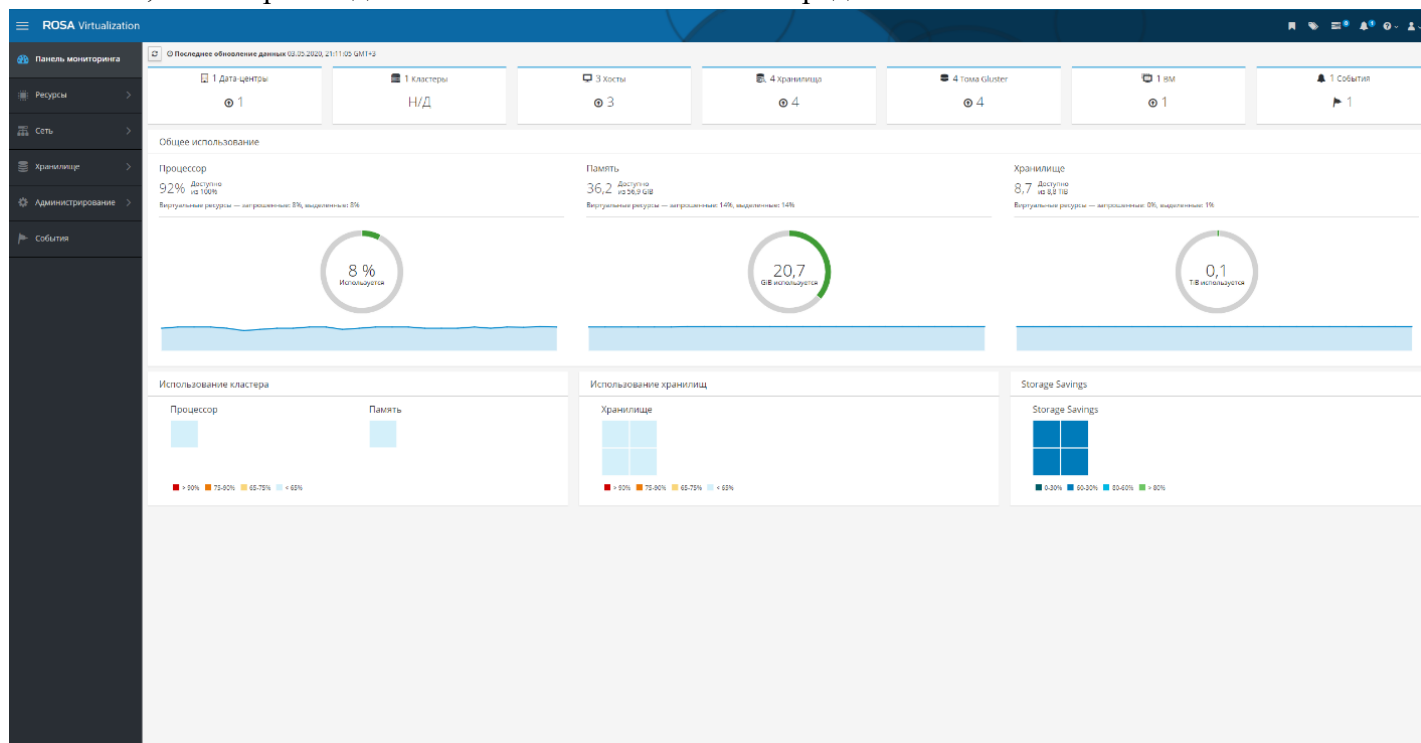 ROSA Virtualization
Последнее обновление данных 03.05.2020, 21:11:05 GMT+3
Панель мониторинга
Ресурсы
Сеть
Хранилище
Администрирование
События
1 Дата-центры
1
1 Кластеры
Н/Д
3 Хосты
3
4 Хранилища
4
4 Тома Gluster
4
1 ВМ
1
1 События
1
Общее использование
Процессор
92% Доступно
из 100%
Виртуальные ресурсы — запрошенные: 8%, выделенные: 8%
8 %
Используется
Память
36,2 Доступно
из 56,9 GiB
Виртуальные ресурсы — запрошенные: 14%, выделенные: 14%
20,7
GiB используется
Хранилище
8,7 Доступно
из 8,8 TiB
Виртуальные ресурсы — запрошенные: 0%, выделенные: 1%
0,1
TiB используется
Использование кластера
Процессор
Память
> 90% 75-90% 65-75% < 65%
Использование хранилищ
Хранилище
> 90% 75-90% 65-75% < 65%
Storage Savings
Storage Savings
0-30% 60-30% 80-60% > 80%